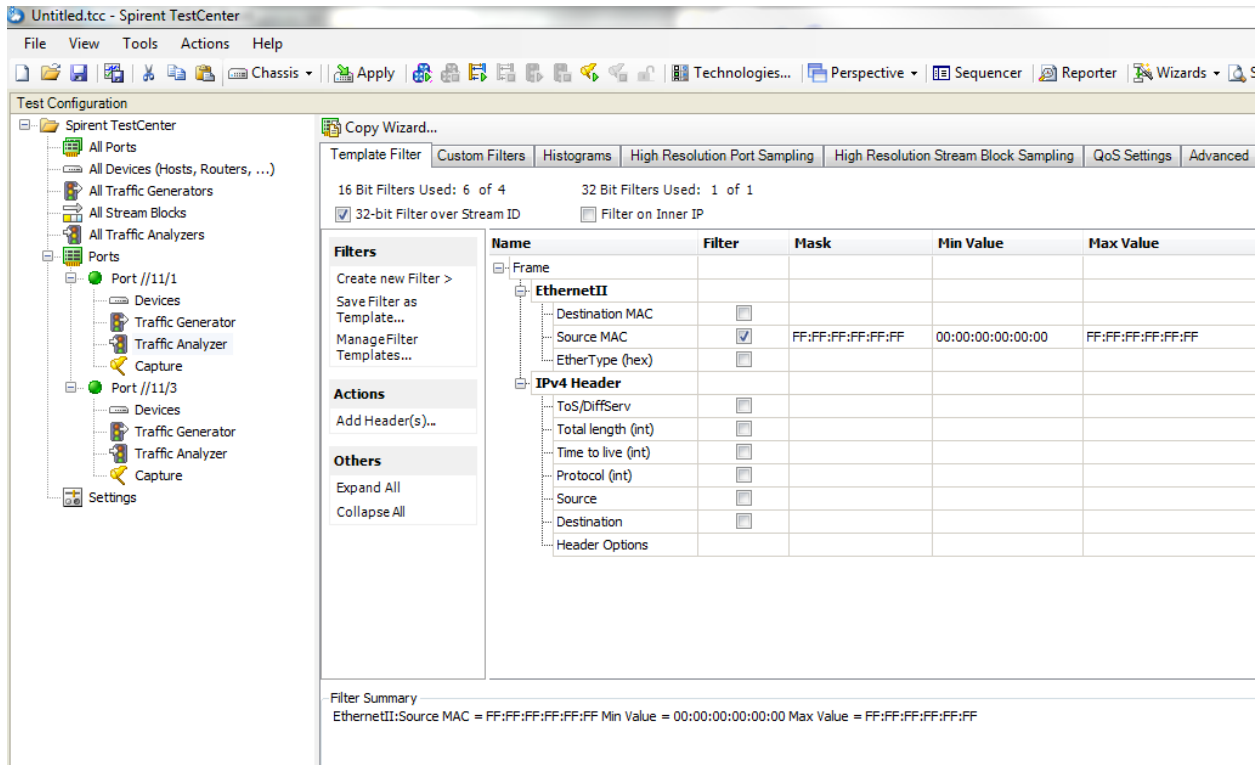 Untitled.tcc - Spirent TestCenter
File View Tools Actions Help
Chassis Apply Technologies... Perspective Sequencer Reporter Wizards S
Test Configuration
Spirent TestCenter
All Ports
All Devices (Hosts, Routers, ...)
All Traffic Generators
All Stream Blocks
All Traffic Analyzers
Ports
Port //11/1
Devices
Traffic Generator
Traffic Analyzer
Capture
Port //11/3
Devices
Traffic Generator
Traffic Analyzer
Capture
Settings
Copy Wizard...
Template Filter Custom Filters Histograms High Resolution Port Sampling High Resolution Stream Block Sampling QoS Settings Advanced
16 Bit Filters Used: 6 of 4 32 Bit Filters Used: 1 of 1
32-bit Filter over Stream ID Filter on Inner IP
Filters
Create new Filter >
Save Filter as
Template...
Manage Filter
Templates...
Actions
Add Header(s)...
Others
Expand All
Collapse All
Name Filter Mask Min Value Max Value
Frame
EthernetII
Destination MAC
Source MAC FF:FF:FF:FF:FF:FF 00:00:00:00:00:00 FF:FF:FF:FF:FF:FF
EtherType (hex)
IPv4 Header
ToS/DiffServ
Total length (int)
Time to live (int)
Protocol (int)
Source
Destination
Header Options
Filter Summary
EthernetII:Source MAC = FF:FF:FF:FF:FF:FF Min Value = 00:00:00:00:00:00 Max Value = FF:FF:FF:FF:FF:FF